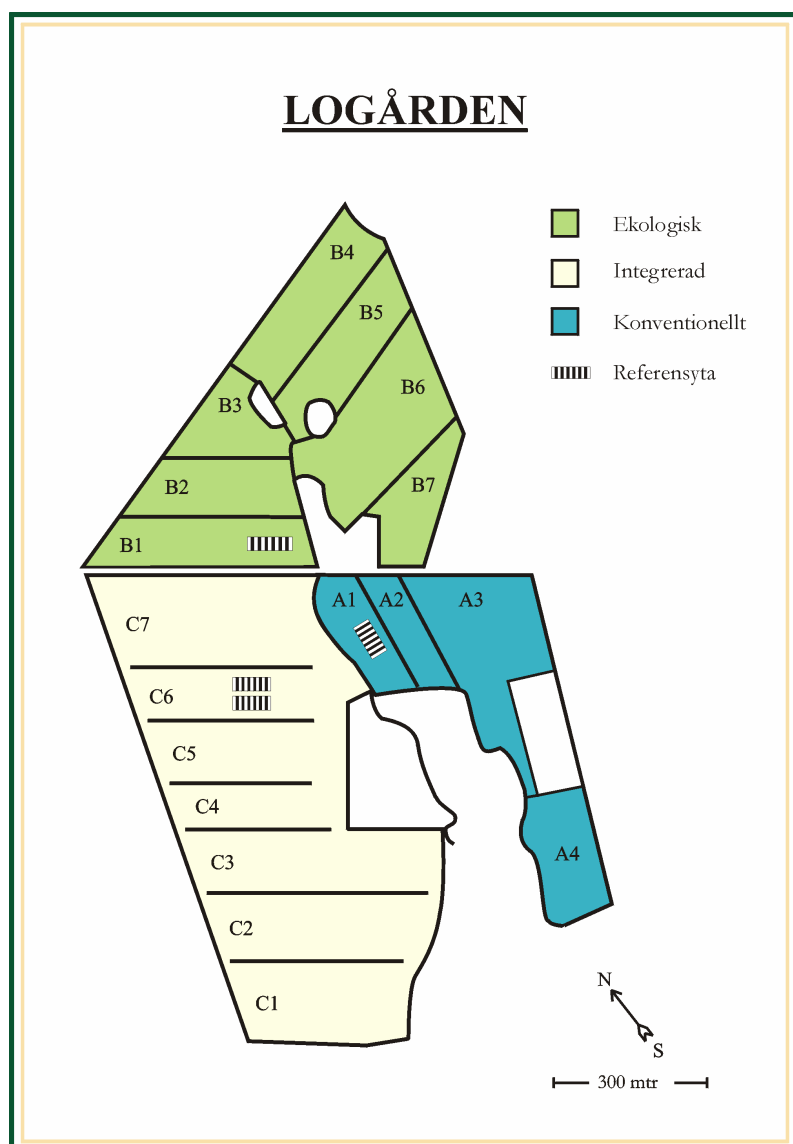 LOGÅRDEN
Ekologisk
Integrerad
Konventionellt
Referensyta
B4
B5
B6
B3
B7
B2
B1
A1
A2
A3
C7
C6
C5
C4
A4
C3
C2
C1
N
S
300 mtr